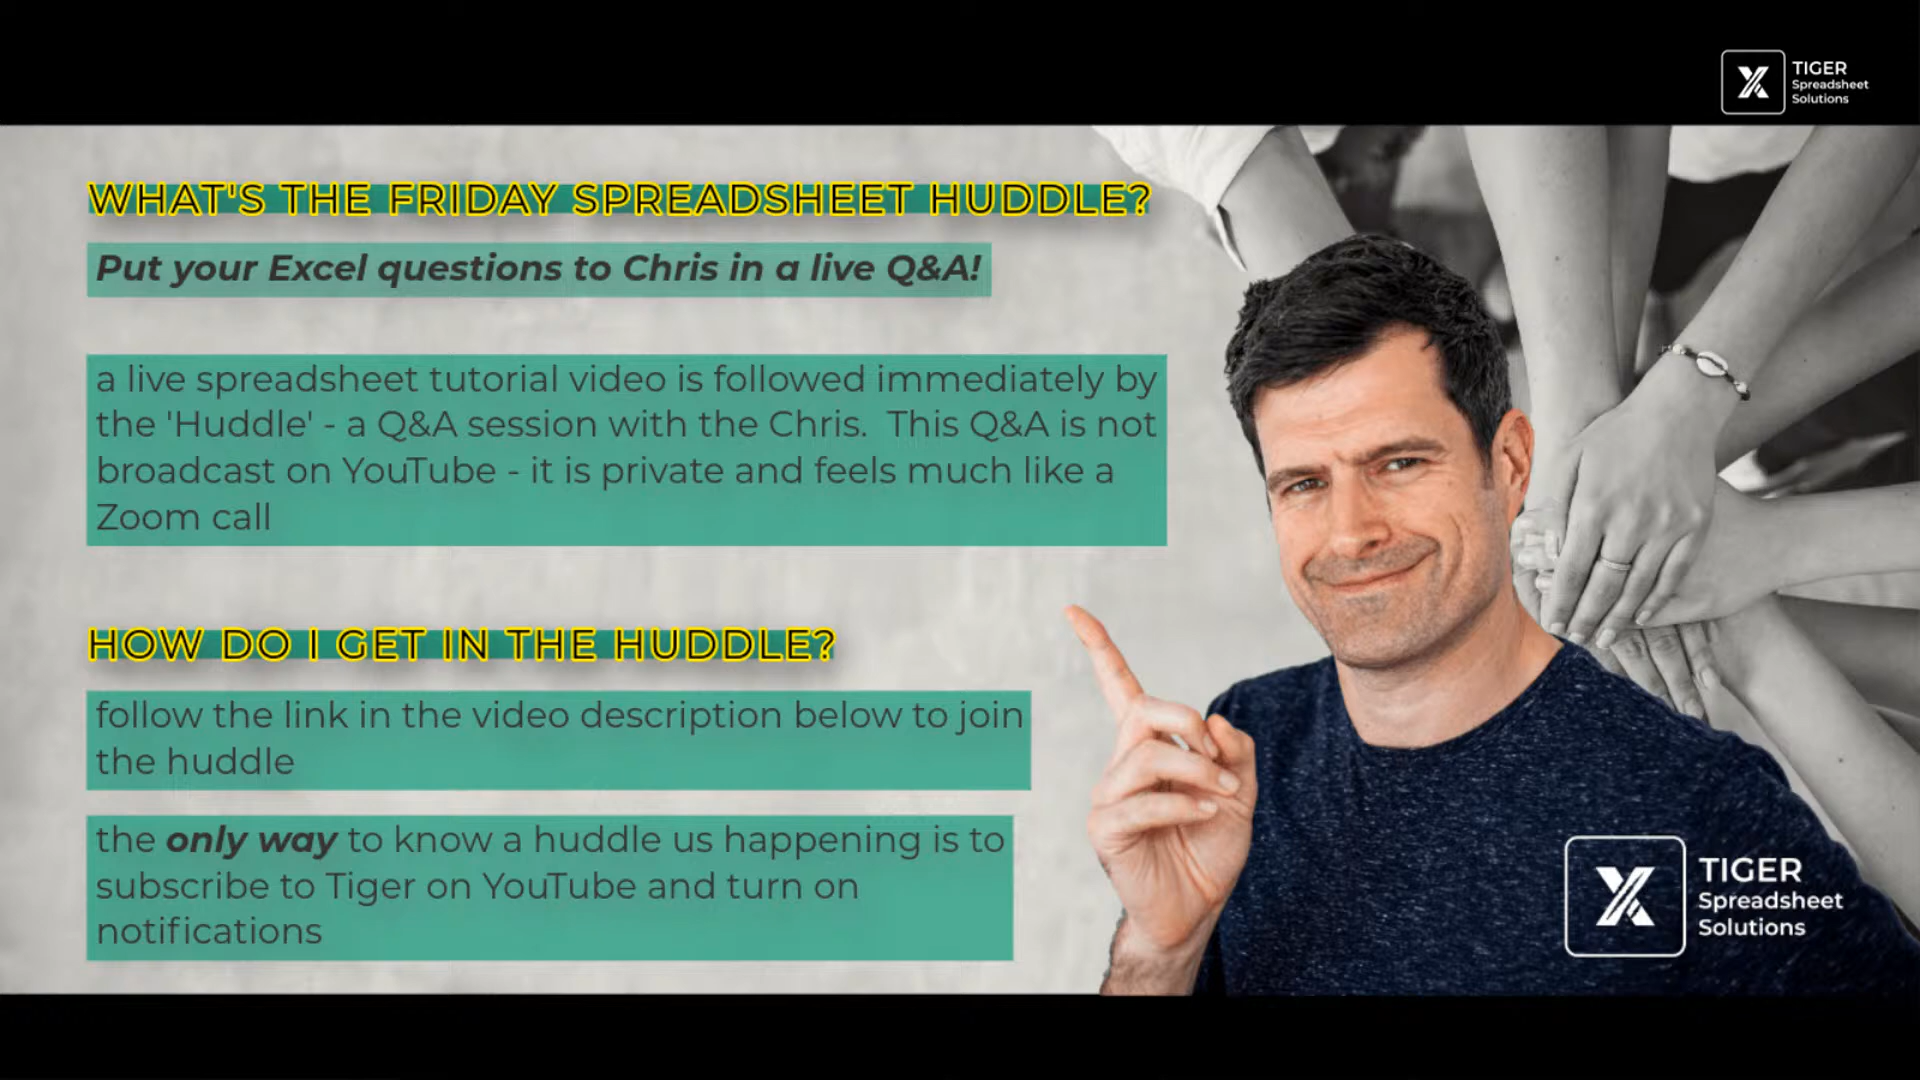 TIGER
Spreadsheet
Solutions
WHAT'S THE FRIDAY SPREADSHEET HUDDLE?
Put your Excel questions to Chris in a live Q&A!
a live spreadsheet tutorial video is followed immediately by
the 'Huddle' - a Q&A session with the Chris.  This Q&A is not
broadcast on YouTube - it is private and feels much like a
Zoom call
HOW DO I GET IN THE HUDDLE?
follow the link in the video description below to join
the huddle
the only way to know a huddle us happening is to
subscribe to Tiger on YouTube and turn on
notifications
TIGER
Spreadsheet
Solutions